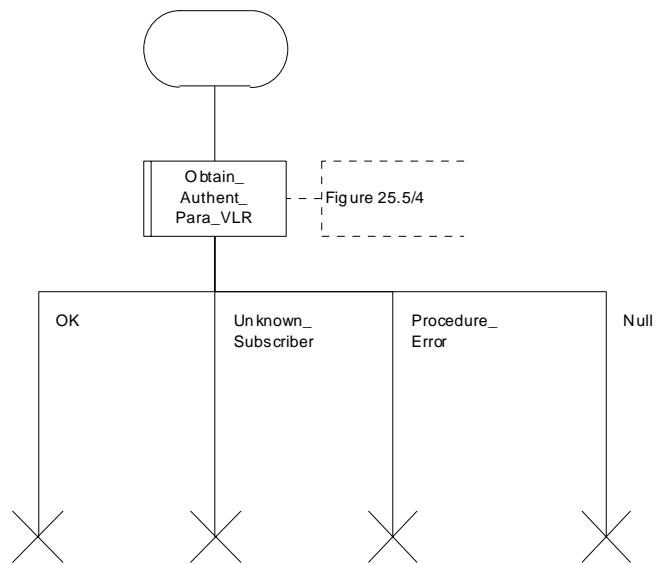 Obtain_
Authent_
Para_VLR
Figure 25.5/4
OK
Unknown_
Subscriber
Procedure_
Error
Null